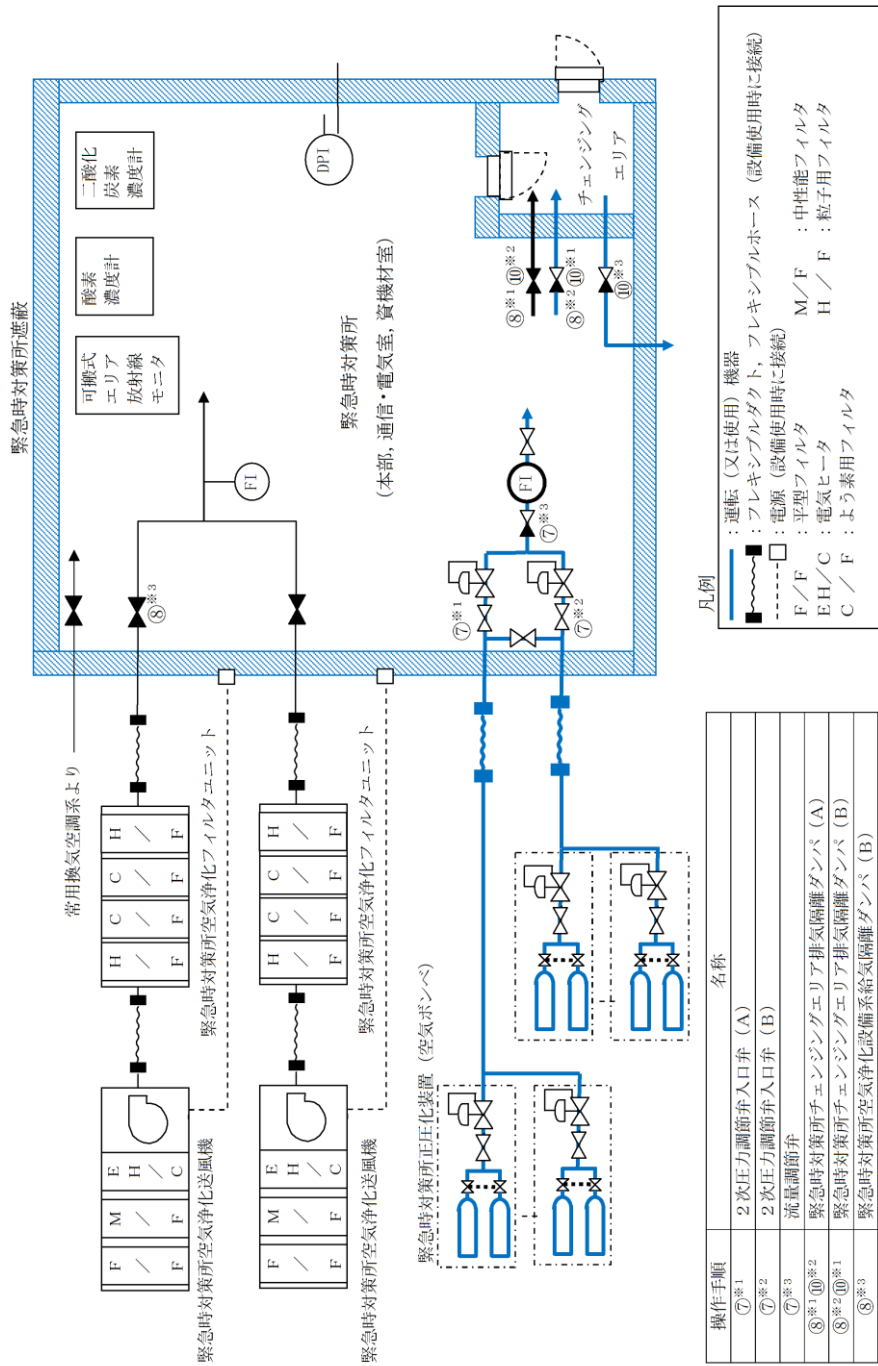 緊急時対策所遮蔽
常用換気空調系より
可搬式
エリア
放射線
モニタ
酸素
濃度計
二酸化
炭素
濃度計
DPI
FI
⑧※3
緊急時対策所
(本部, 通信・電気室, 資機材室)
F/F
M/F
EH/C
H/F
C/F
C/F
H/F
緊急時対策所空気浄化送風機
緊急時対策所空気浄化フィルタユニット
F/F
M/F
EH/C
H/F
C/F
C/F
H/F
緊急時対策所空気浄化送風機
緊急時対策所空気浄化フィルタユニット
チェンジング
エリア
⑧※1⑩※2
⑧※2⑩※1
⑩※3
⑦※1
⑦※2
⑦※3
FI
緊急時対策所正圧化装置 (空気ボンベ)
操作手順 名称
⑦※1 2次圧力調節弁入口弁 (A)
⑦※2 2次圧力調節弁入口弁 (B)
⑦※3 流量調節弁
⑧※1⑩※2 緊急時対策所チェンジングエリア排気隔離ダンパ (A)
⑧※2⑩※1 緊急時対策所チェンジングエリア排気隔離ダンパ (B)
⑧※3 緊急時対策所空気浄化設備系給気隔離ダンパ (B)
凡例
：運転 (又は使用) 機器
：フレキシブルダクト, フレキシブルホース (設備使用時に接続)
：電源 (設備使用時に接続)
F/F ：平型フィルタ M/F ：中性能フィルタ
EH/C ：電気ヒータ H/F ：粒子用フィルタ
C/F ：よう素用フィルタ